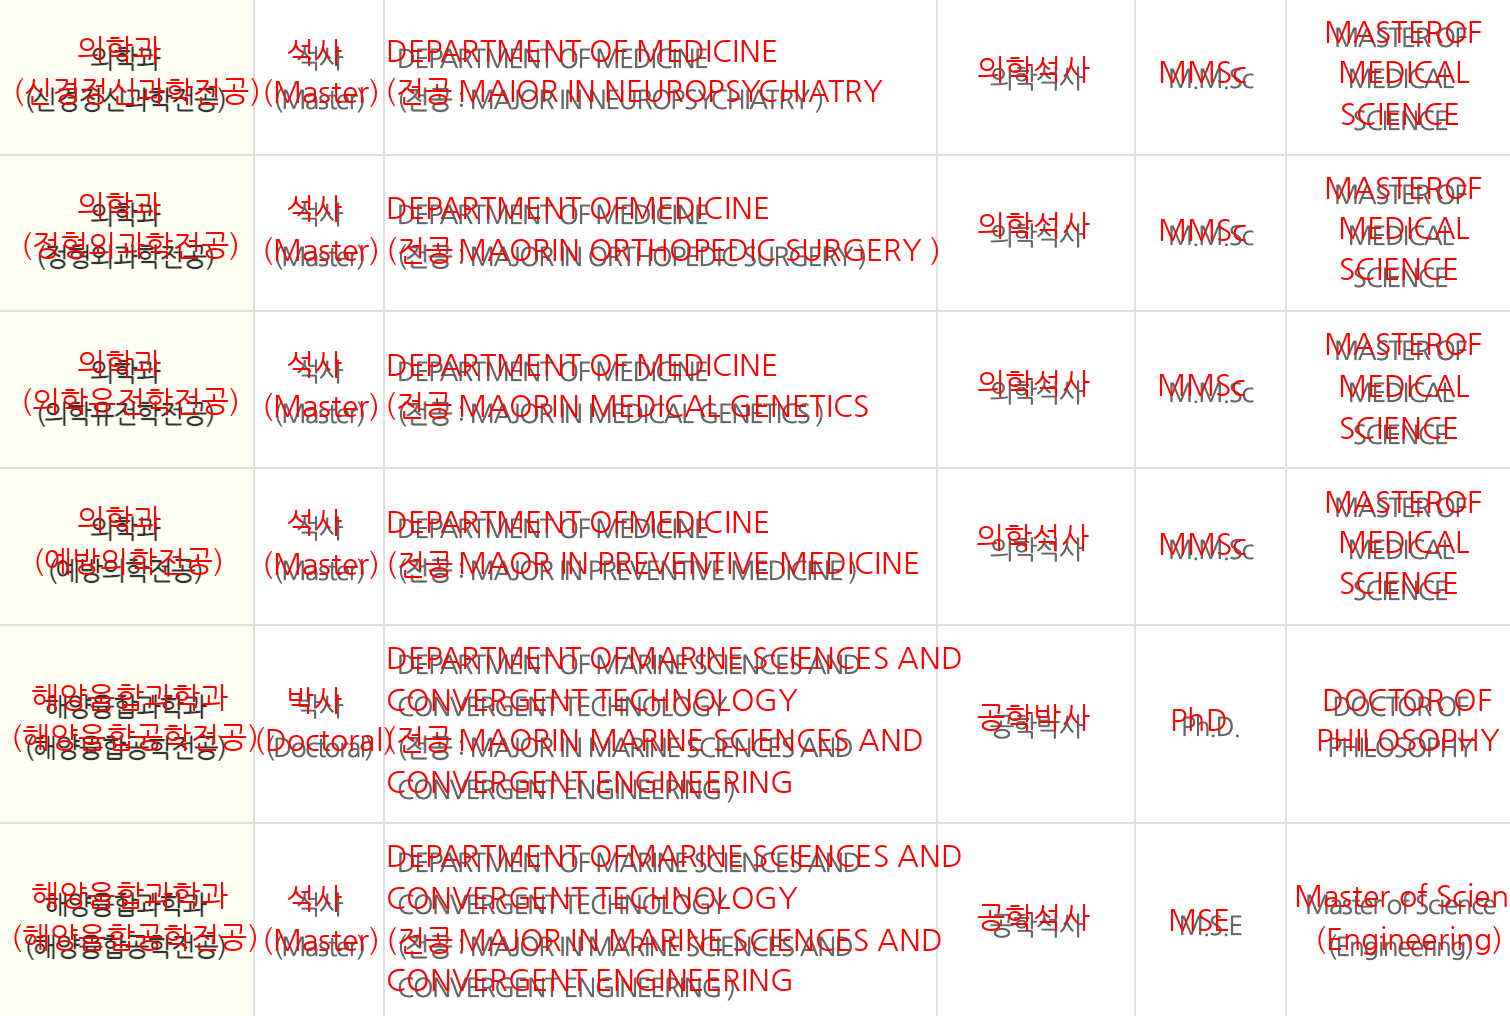 의학과
(신경정신과학전공)
석사
(Master)
DEPARTMENT OF MEDICINE
(전공 : MAJOR IN NEUROPSYCHIATRY )
의학석사
M.M.Sc
MASTER OF
MEDICAL
SCIENCE
의학과
(정형외과학전공)
석사
(Master)
DEPARTMENT OF MEDICINE
(전공 : MAJOR IN ORTHOPEDIC SURGERY )
의학석사
M.M.Sc
MASTER OF
MEDICAL
SCIENCE
의학과
(의학유전학전공)
석사
(Master)
DEPARTMENT OF MEDICINE
(전공 : MAJOR IN MEDICAL GENETICS )
의학석사
M.M.Sc
MASTER OF
MEDICAL
SCIENCE
의학과
(예방의학전공)
석사
(Master)
DEPARTMENT OF MEDICINE
(전공 : MAJOR IN PREVENTIVE MEDICINE )
의학석사
M.M.Sc
MASTER OF
MEDICAL
SCIENCE
해양융합과학과
(해양융합공학전공)
박사
(Doctoral)
DEPARTMENT OF MARINE SCIENCES AND
CONVERGENT TECHNOLOGY
(전공 : MAJOR IN MARINE SCIENCES AND
CONVERGENT ENGINEERING )
공학박사
Ph.D.
DOCTOR OF
PHILOSOPHY
해양융합과학과
(해양융합공학전공)
석사
(Master)
DEPARTMENT OF MARINE SCIENCES AND
CONVERGENT TECHNOLOGY
(전공 : MAJOR IN MARINE SCIENCES AND
CONVERGENT ENGINEERING )
공학석사
M.S.E
Master of Science
(Engineering)